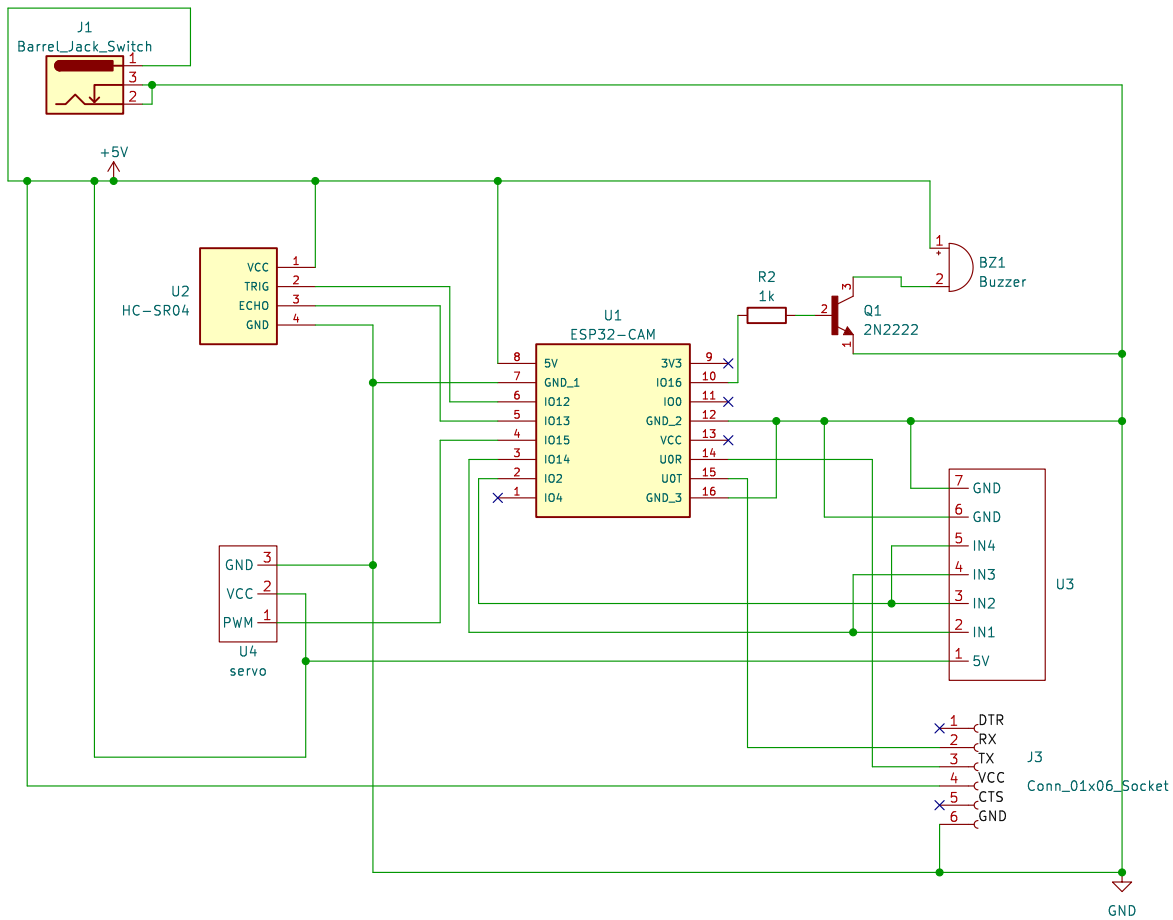 J1
Barrel_Jack_Switch
1
3
2
+5V
U2
HC-SR04
VCC 1
TRIG 2
ECHO 3
GND 4
U1
ESP32-CAM
8 5V
7 GND_1
6 IO12
5 IO13
4 IO15
3 IO14
2 IO2
1 IO4
3V3 9
IO16 10
IO0 11
GND_2 12
VCC 13
U0R 14
U0T 15
GND_3 16
R2
1k
2
3
1
Q1
2N2222
1
+
2
BZ1
Buzzer
7 GND
6 GND
5 IN4
4 IN3
3 IN2
2 IN1
1 5V
U3
GND 3
VCC 2
PWM 1
U4
servo
1 DTR
2 RX
3 TX
4 VCC
5 CTS
6 GND
J3
Conn_01x06_Socket
GND